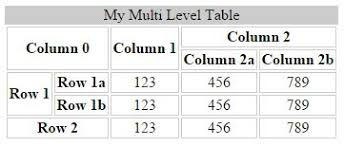 My Multi Level Table
Column 0 Column 1 Column 2
Column 2a Column 2b
Row 1 Row 1a 123 456 789
Row 1b 123 456 789
Row 2 123 456 789